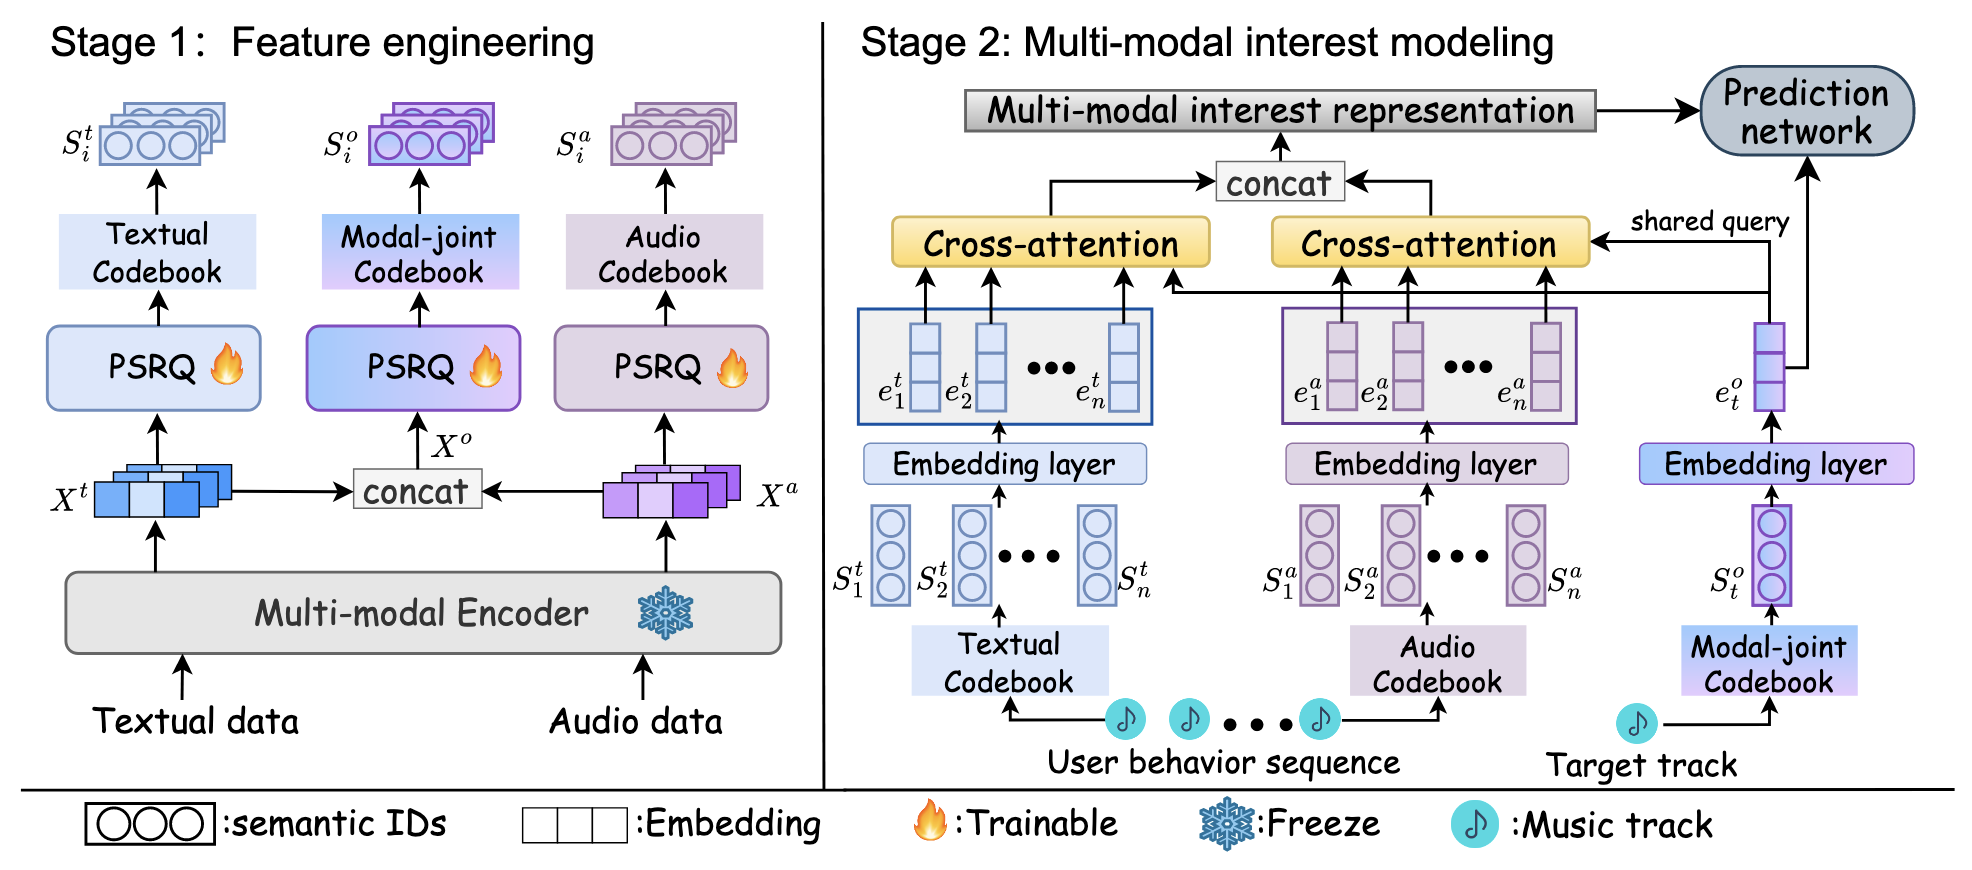 Stage 1: Feature engineering
S_i^t
S_i^o
S_i^a
Textual
Codebook
Modal-joint
Codebook
Audio
Codebook
PSRQ
PSRQ
PSRQ
X^t
X^o
concat
X^a
Multi-modal Encoder
Textual data
Audio data
Stage 2: Multi-modal interest modeling
Multi-modal interest representation
Prediction
network
concat
shared query
Cross-attention
Cross-attention
e_1^t
e_2^t
e_n^t
e_1^a
e_2^a
e_n^a
e_t^o
Embedding layer
Embedding layer
Embedding layer
S_1^t
S_2^t
S_n^t
S_1^a
S_2^a
S_n^a
S_t^o
Textual
Codebook
Audio
Codebook
Modal-joint
Codebook
User behavior sequence
Target track
:semantic IDs
:Embedding
:Trainable
:Freeze
:Music track